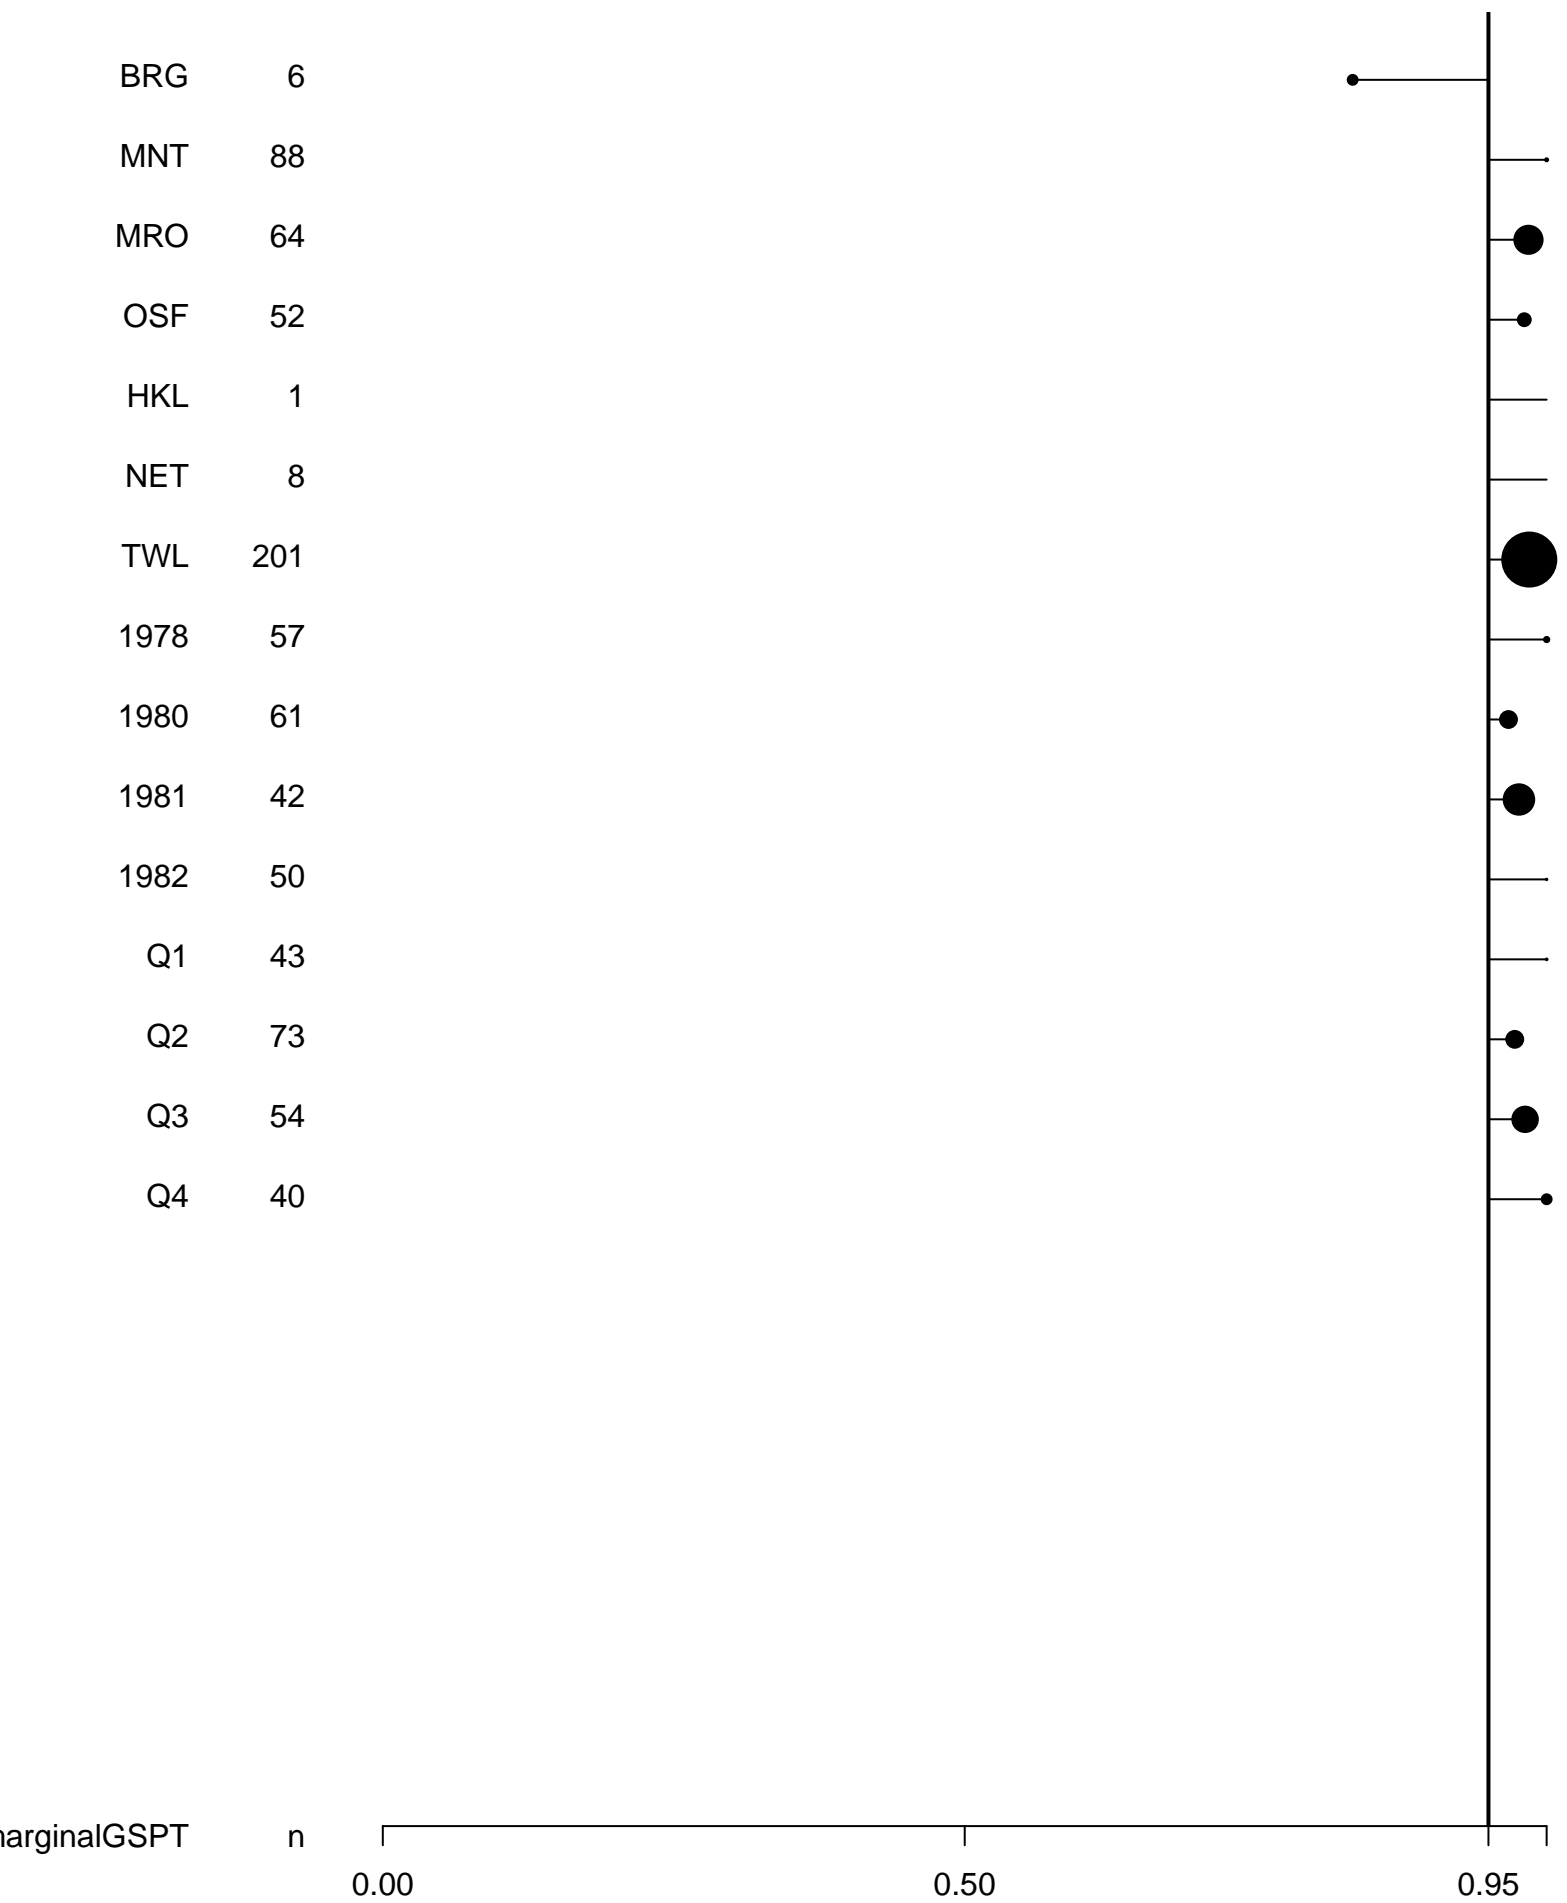 BRG 6
MNT 88
MRO 64
OSF 52
HKL 1
NET 8
TWL 201
1978 57
1980 61
1981 42
1982 50
Q1 43
Q2 73
Q3 54
Q4 40
arginalGSPT n
0.00 0.50 0.95